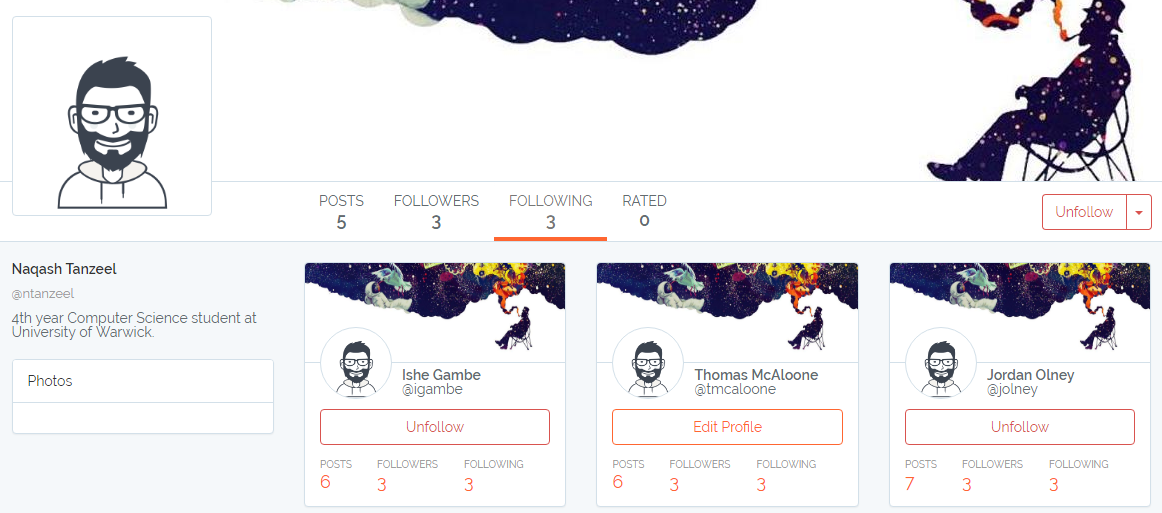 POSTS FOLLOWERS FOLLOWING RATED
5 3 3 0
Unfollow
Naqash Tanzeel
@ntanzeel
4th year Computer Science student at
University of Warwick.
Photos
Ishe Gambe
@igambe
Unfollow
POSTS FOLLOWERS FOLLOWING
6 3 3
Thomas McAloone
@tmcaloone
Edit Profile
POSTS FOLLOWERS FOLLOWING
6 3 3
Jordan Olney
@jolney
Unfollow
POSTS FOLLOWERS FOLLOWING
7 3 3